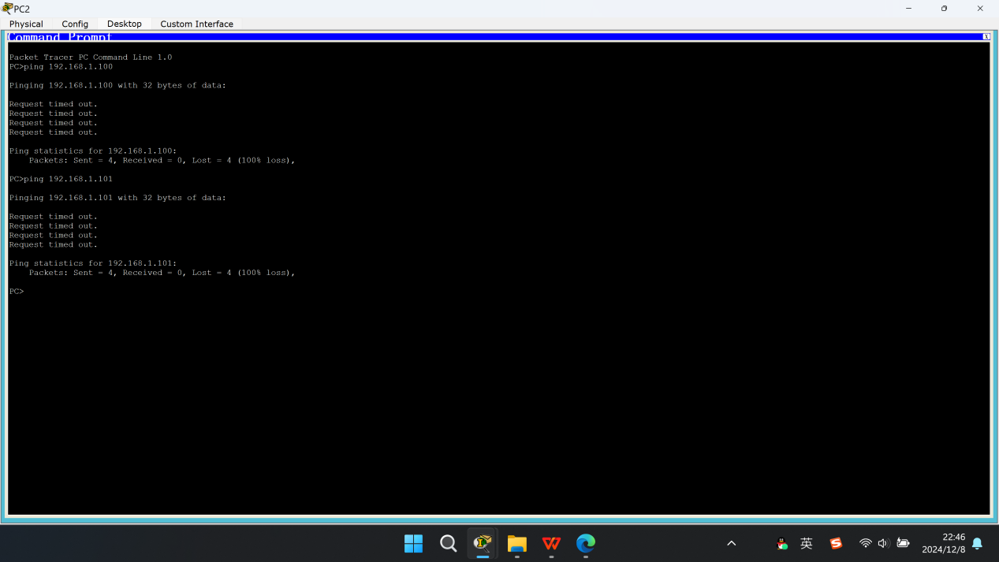 PC2
Physical Config Desktop Custom Interface
Command Prompt
X
Packet Tracer PC Command Line 1.0
PC>ping 192.168.1.100
Pinging 192.168.1.100 with 32 bytes of data:
Request timed out.
Request timed out.
Request timed out.
Request timed out.
Ping statistics for 192.168.1.100:
Packets: Sent = 4, Received = 0, Lost = 4 (100% loss),
PC>ping 192.168.1.101
Pinging 192.168.1.101 with 32 bytes of data:
Request timed out.
Request timed out.
Request timed out.
Request timed out.
Ping statistics for 192.168.1.101:
Packets: Sent = 4, Received = 0, Lost = 4 (100% loss),
PC>
英
22:46
2024/12/8